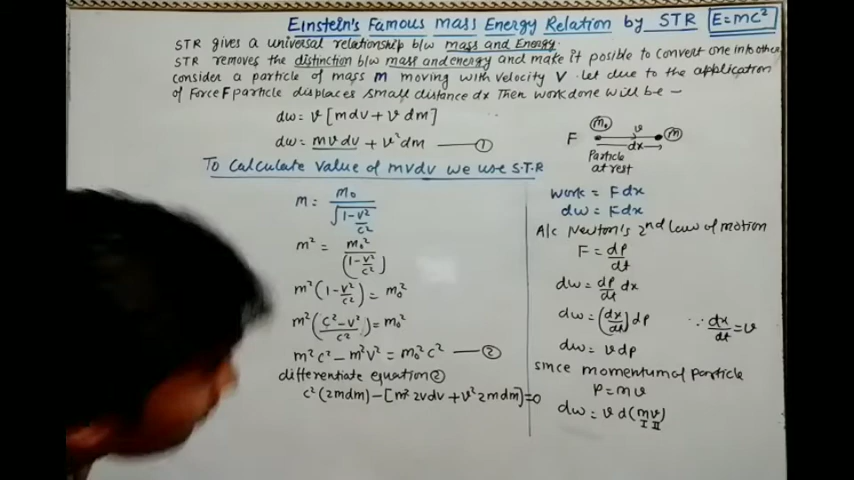 Einstein's Famous mass Energy Relation by STR E=mc²
STR gives a universal relationship b/w mass and Energy.
STR removes the distinction b/w mass and energy and make it posible to convert one into other
consider a particle of mass m moving with velocity V. let due to the application
of Force F particle displaces small distance dx Then work done will be —
dw = v[mdv + v dm]
dw = mvdv + v²dm —— ①
To Calculate value of mvdv we use S.T.R
m = m₀/√(1-v²/c²)
m² = m₀²/(1-v²/c²)
m²(1-v²/c²) = m₀²
m²(c²-v²/c²) = m₀²
m²c² - m²v² = m₀²c² —— ②
differentiate equation ②
c²(2mdm) - [m² 2vdv + v² 2mdm] = 0
F m₀ v dx m
Particle
at rest
work = Fdx
dw = Fdx
A/c Newton's 2nd law of motion
F = dp/dt
dw = dp/dt dx
dw = (dx/dt) dp ∵ dx/dt = v
dw = vdp
since momentum of particle
P = mv
dw = v d(mv)
I II